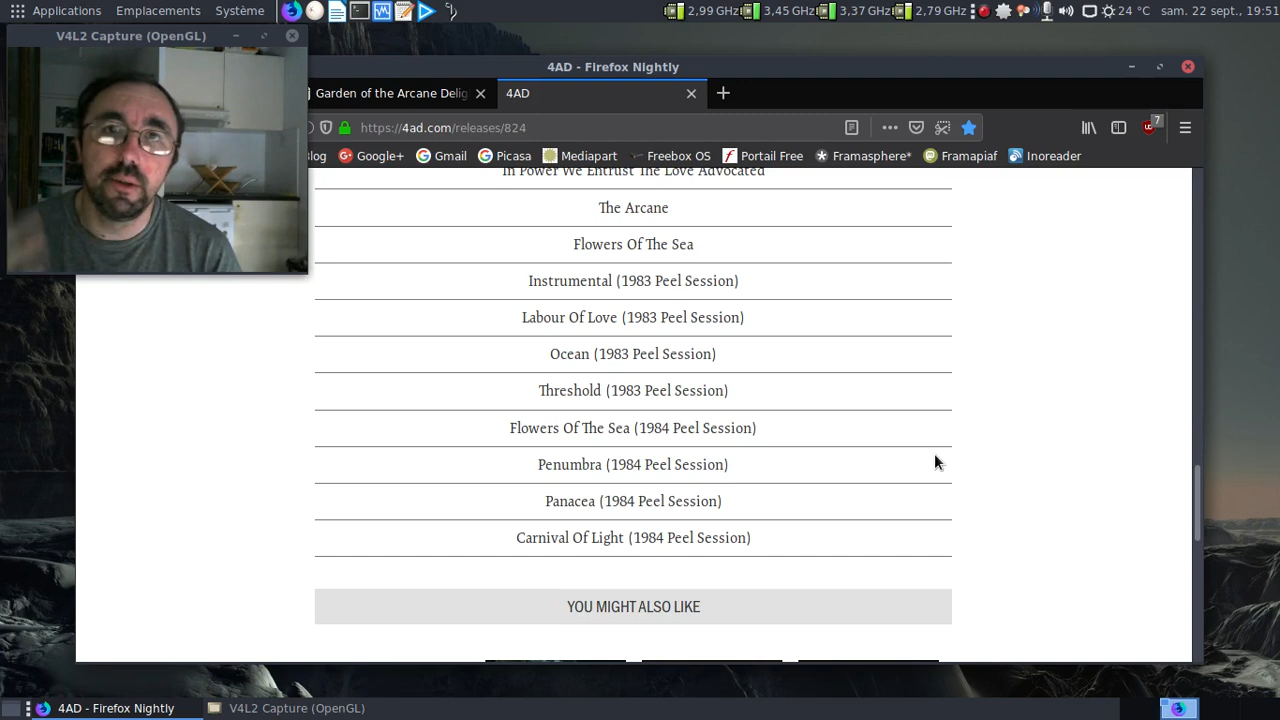 Applications Emplacements Système
2,99 GHz 3,45 GHz 3,37 GHz 2,79 GHz 24 °C sam. 22 sept., 19:51
V4L2 Capture (OpenGL)
4AD - Firefox Nightly
Garden of the Arcane Delig
4AD
https://4ad.com/releases/824
7
log Google+ Gmail Picasa Mediapart Freebox OS Portail Free Framasphere* Framapiaf Inoreader
In Power We Entrust The Love Advocated
The Arcane
Flowers Of The Sea
Instrumental (1983 Peel Session)
Labour Of Love (1983 Peel Session)
Ocean (1983 Peel Session)
Threshold (1983 Peel Session)
Flowers Of The Sea (1984 Peel Session)
Penumbra (1984 Peel Session)
Panacea (1984 Peel Session)
Carnival Of Light (1984 Peel Session)
YOU MIGHT ALSO LIKE
4AD - Firefox Nightly
V4L2 Capture (OpenGL)